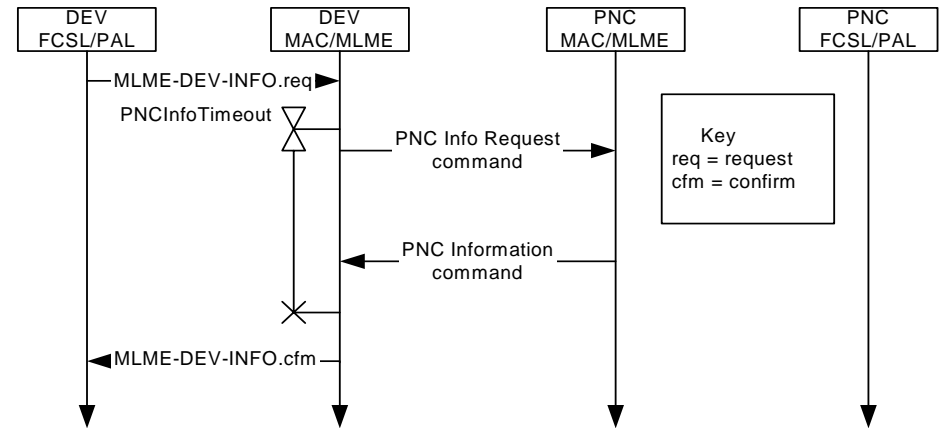 DEV
FCSL/PAL
DEV
MAC/MLME
PNC
MAC/MLME
PNC
FCSL/PAL
MLME-DEV-INFO.req
PNCInfoTimeout
PNC Info Request
command
Key
req = request
cfm = confirm
PNC Information
command
MLME-DEV-INFO.cfm